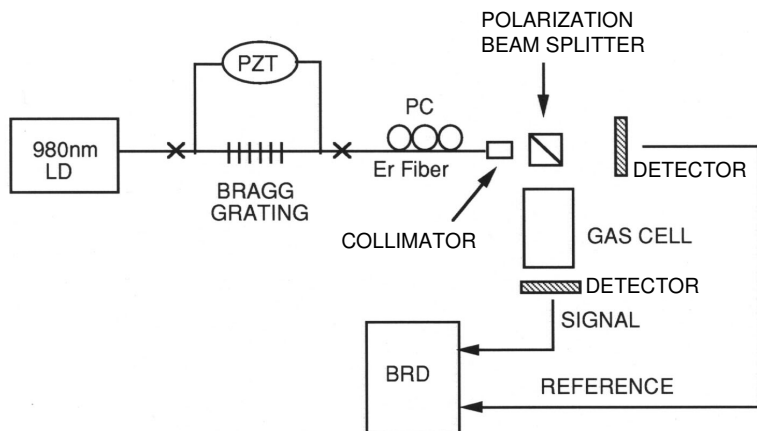 POLARIZATION
BEAM SPLITTER
PZT
PC
980nm
LD
Er Fiber
DETECTOR
BRAGG
GRATING
COLLIMATOR
GAS CELL
DETECTOR
SIGNAL
BRD
REFERENCE